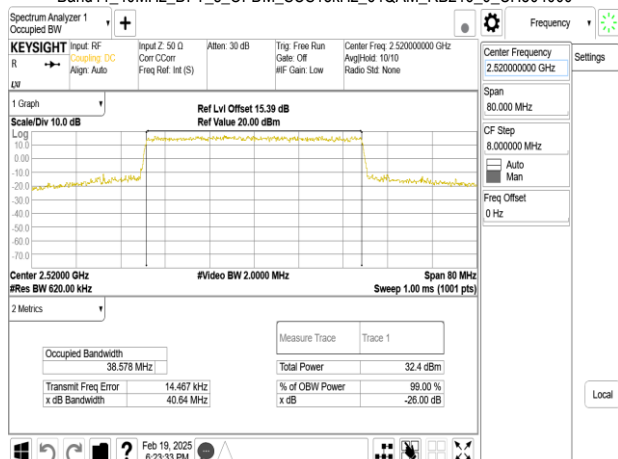 Spectrum Analyzer 1
Occupied BW
Frequency
KEYSIGHT Input: RF Input Z: 50 Ω Atten: 30 dB Trig: Free Run Center Freq: 2.520000000 GHz
R Coupling: DC Corr CCorr Gate: Off Avg|Hold: 10/10
Align: Auto Freq Ref: Int (S) #IF Gain: Low Radio Std: None
LXI
Center Frequency
2.520000000 GHz
Settings
Span
80.000 MHz
CF Step
8.000000 MHz
Auto
Man
Freq Offset
0 Hz
Local
1 Graph
Ref Lvl Offset 15.39 dB
Scale/Div 10.0 dB Ref Value 20.00 dBm
Log
10.0
0.00
-10.0
-20.0
-30.0
-40.0
-50.0
-60.0
-70.0
Center 2.52000 GHz #Video BW 2.0000 MHz Span 80 MHz
#Res BW 620.00 kHz Sweep 1.00 ms (1001 pts)
2 Metrics
Measure Trace Trace 1
Occupied Bandwidth
38.578 MHz Total Power 32.4 dBm
Transmit Freq Error 14.467 kHz % of OBW Power 99.00 %
x dB Bandwidth 40.64 MHz x dB -26.00 dB
Feb 19, 2025
6:23:33 PM